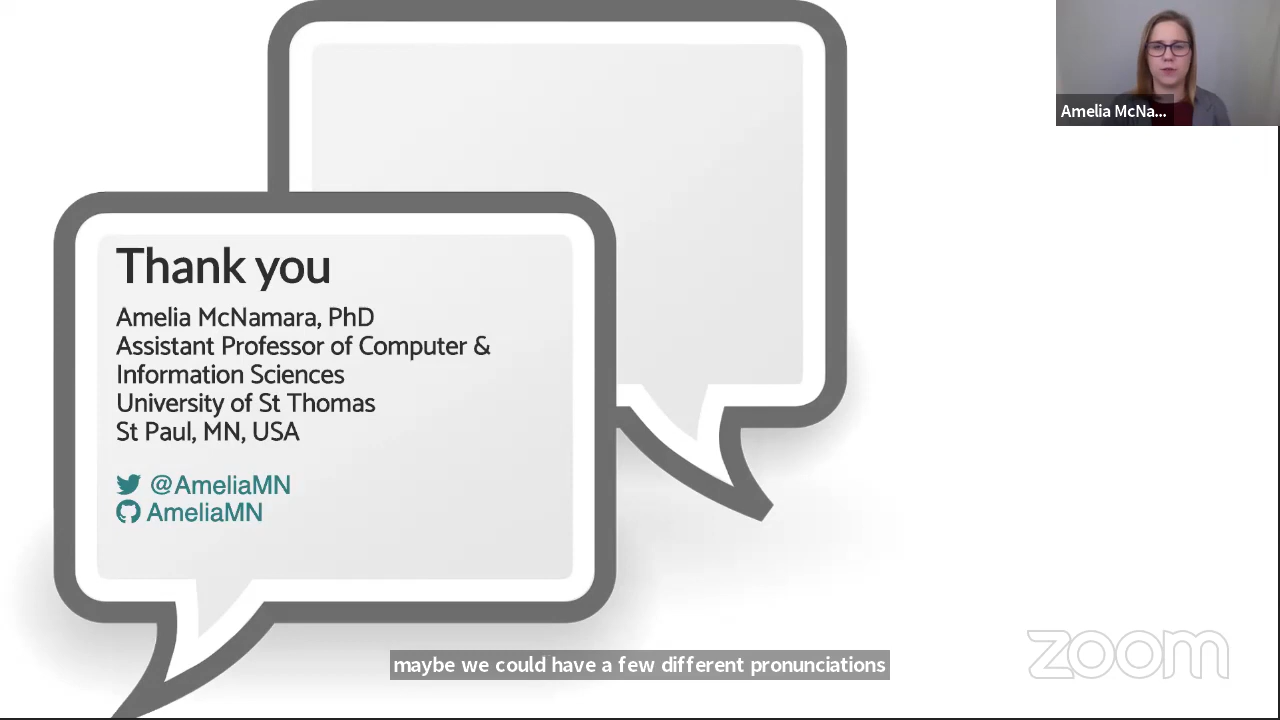 Amelia McNa...
Thank you
Amelia McNamara, PhD
Assistant Professor of Computer &
Information Sciences
University of St Thomas
St Paul, MN, USA
@AmeliaMN
AmeliaMN
maybe we could have a few different pronunciations
zoom